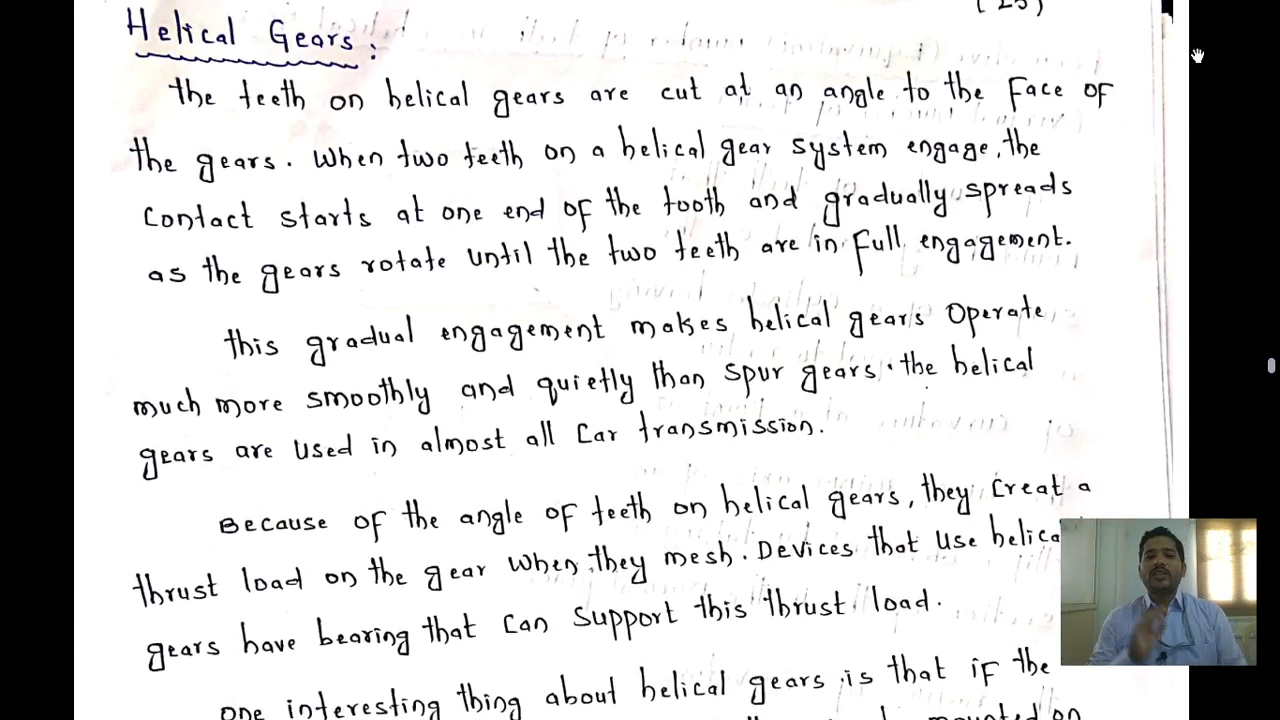 (25)
Helical Gears:
The teeth on helical gears are cut at an angle to the face of
the gears. When two teeth on a helical gear system engage, the
contact starts at one end of the tooth and gradually spreads
as the gears rotate until the two teeth are in full engagement.
This gradual engagement makes helical gears operate
much more smoothly and quietly than spur gears. the helical
gears are used in almost all car transmission.
Because of the angle of teeth on helical gears, they creat a
thrust load on the gear when they mesh. Devices that use helical
gears have bearing that can support this thrust load.
one interesting thing about helical gears is that if the
mounted on